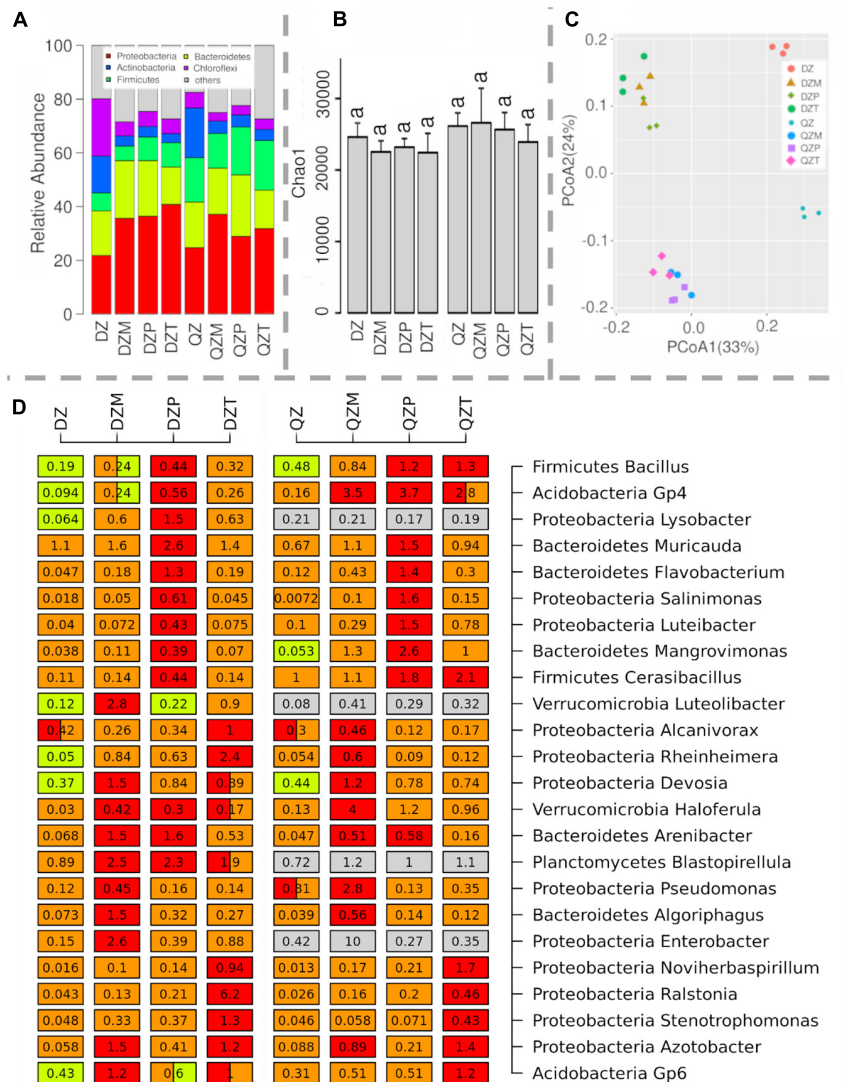 A
Relative Abundance
100
80
60
40
20
0
Proteobacteria
Actinobacteria
Firmicutes
Bacteroidetes
Chloroflexi
others
DZ DZM DZP DZT QZ QZM QZP QZT
B
Chao1
30000
20000
10000
0
a a a a a a a a
DZ DZM DZP DZT QZ QZM QZP QZT
C
PCoA2(24%)
0.2
0.1
0.0
-0.1
-0.2
DZ
DZM
DZP
DZT
QZ
QZM
QZP
QZT
-0.2 0.0 0.2
PCoA1(33%)
D
DZ DZM DZP DZT QZ QZM QZP QZT
0.19 0.24 0.44 0.32 0.48 0.84 1.2 1.3 Firmicutes Bacillus
0.094 0.24 0.56 0.26 0.16 3.5 3.7 2.8 Acidobacteria Gp4
0.064 0.6 1.5 0.63 0.21 0.21 0.17 0.19 Proteobacteria Lysobacter
1.1 1.6 2.6 1.4 0.67 1.1 1.5 0.94 Bacteroidetes Muricauda
0.047 0.18 1.3 0.19 0.12 0.43 1.4 0.3 Bacteroidetes Flavobacterium
0.018 0.05 0.61 0.045 0.0072 0.1 1.6 0.15 Proteobacteria Salinimonas
0.04 0.072 0.43 0.075 0.1 0.29 1.5 0.78 Proteobacteria Luteibacter
0.038 0.11 0.39 0.07 0.053 1.3 2.6 1 Bacteroidetes Mangrovimonas
0.11 0.14 0.44 0.14 1 1.1 1.8 2.1 Firmicutes Cerasibacillus
0.12 2.8 0.22 0.9 0.08 0.41 0.29 0.32 Verrucomicrobia Luteolibacter
0.42 0.26 0.34 1 0.3 0.46 0.12 0.17 Proteobacteria Alcanivorax
0.05 0.84 0.63 2.4 0.054 0.6 0.09 0.12 Proteobacteria Rheinheimera
0.37 1.5 0.84 0.89 0.44 1.2 0.78 0.74 Proteobacteria Devosia
0.03 0.42 0.3 0.17 0.13 4 1.2 0.96 Verrucomicrobia Haloferula
0.068 1.5 1.6 0.53 0.047 0.51 0.58 0.16 Bacteroidetes Arenibacter
0.89 2.5 2.3 1.9 0.72 1.2 1 1.1 Planctomycetes Blastopirellula
0.12 0.45 0.16 0.14 0.81 2.8 0.13 0.35 Proteobacteria Pseudomonas
0.073 1.5 0.32 0.27 0.039 0.56 0.14 0.12 Bacteroidetes Algoriphagus
0.15 2.6 0.39 0.88 0.42 10 0.27 0.35 Proteobacteria Enterobacter
0.016 0.1 0.14 0.94 0.013 0.17 0.21 1.7 Proteobacteria Noviherbaspirillum
0.043 0.13 0.21 6.2 0.026 0.16 0.2 0.46 Proteobacteria Ralstonia
0.048 0.33 0.37 1.3 0.046 0.058 0.071 0.43 Proteobacteria Stenotrophomonas
0.058 1.5 0.41 1.2 0.088 0.89 0.21 1.4 Proteobacteria Azotobacter
0.43 1.2 0.6 1 0.31 0.51 0.51 1.2 Acidobacteria Gp6